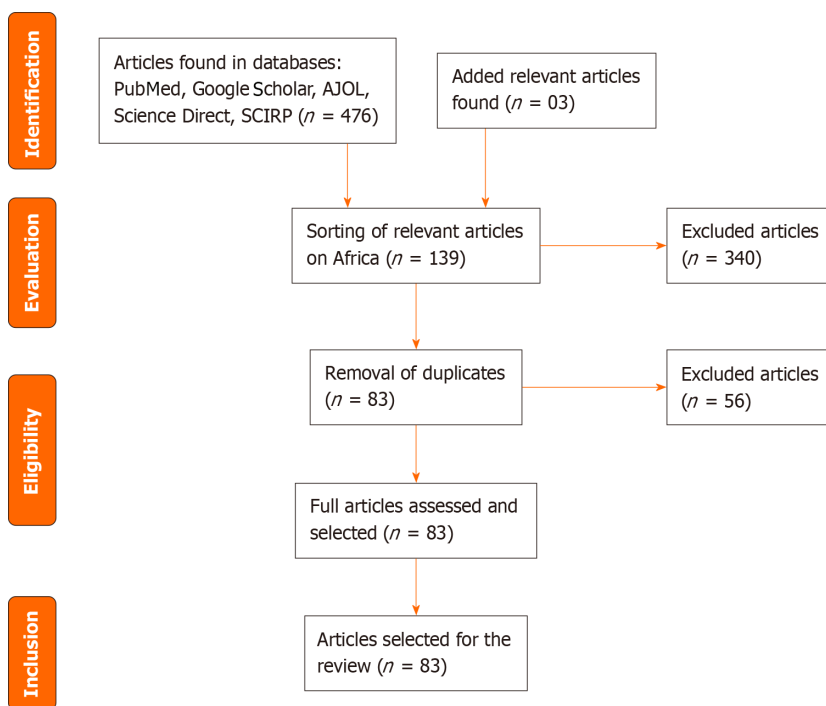 Identification
Articles found in databases:
PubMed, Google Scholar, AJOL,
Science Direct, SCIRP (n = 476)
Added relevant articles
found (n = 03)
Evaluation
Sorting of relevant articles
on Africa (n = 139)
Excluded articles
(n = 340)
Eligibility
Removal of duplicates
(n = 83)
Excluded articles
(n = 56)
Full articles assessed and
selected (n = 83)
Inclusion
Articles selected for the
review (n = 83)